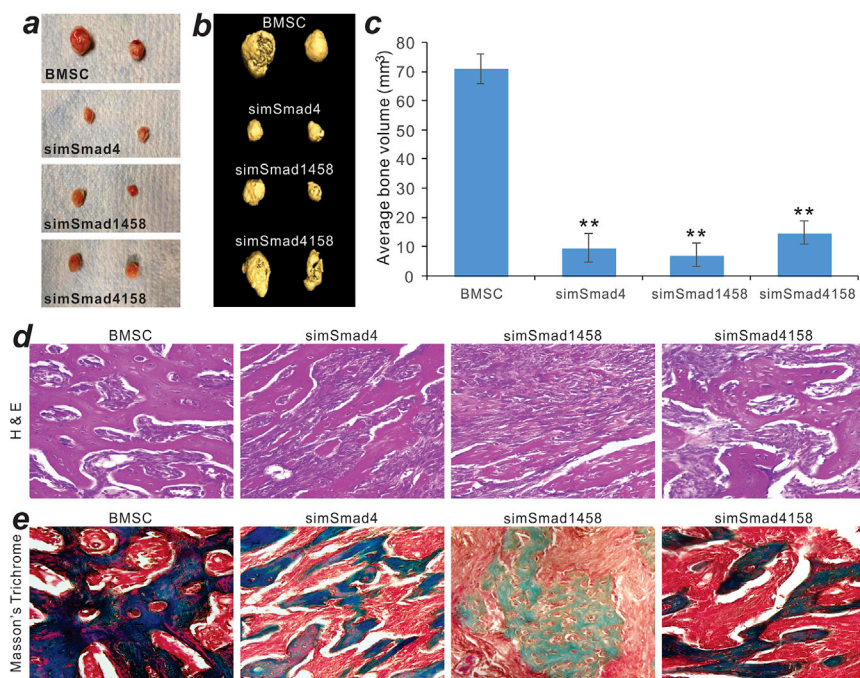 a
BMSC
simSmad4
simSmad1458
simSmad4158
b
BMSC
simSmad4
simSmad1458
simSmad4158
c
Average bone volume (mm³)
80
70
60
50
40
30
20
10
0
**
**
**
BMSC
simSmad4
simSmad1458
simSmad4158
d
BMSC
simSmad4
simSmad1458
simSmad4158
H & E
e
BMSC
simSmad4
simSmad1458
simSmad4158
Masson's Trichrome